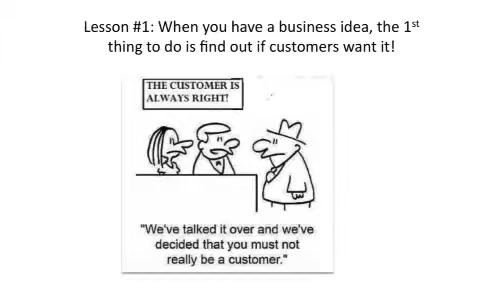 Lesson #1: When you have a business idea, the 1st
thing to do is find out if customers want it!
THE CUSTOMER IS
ALWAYS RIGHT!
"We've talked it over and we've
decided that you must not
really be a customer."